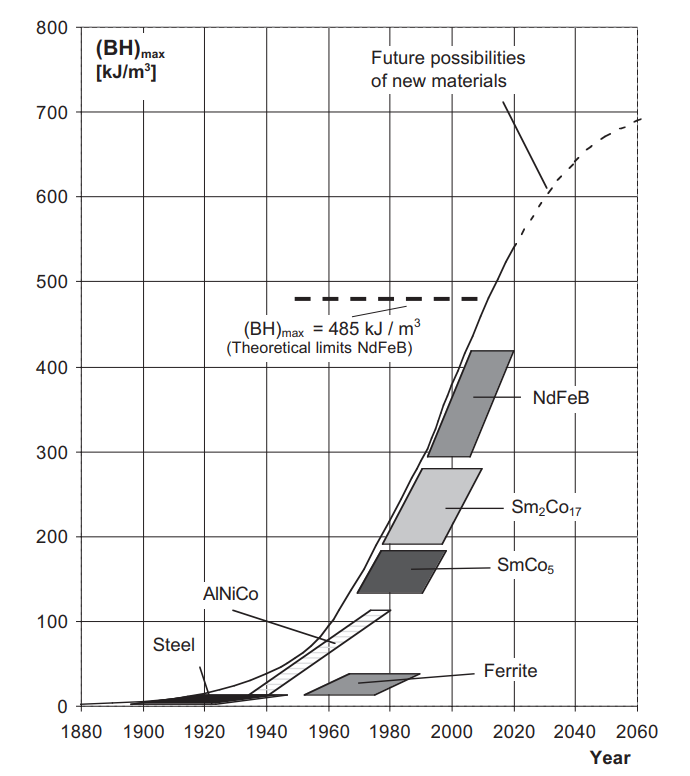 800
(BH)max
[kJ/m³]
Future possibilities
of new materials
700
600
500
(BH)max = 485 kJ / m³
(Theoretical limits NdFeB)
400
NdFeB
300
Sm₂Co₁₇
200
SmCo₅
AlNiCo
100
Steel
Ferrite
0
1880 1900 1920 1940 1960 1980 2000 2020 2040 2060
Year